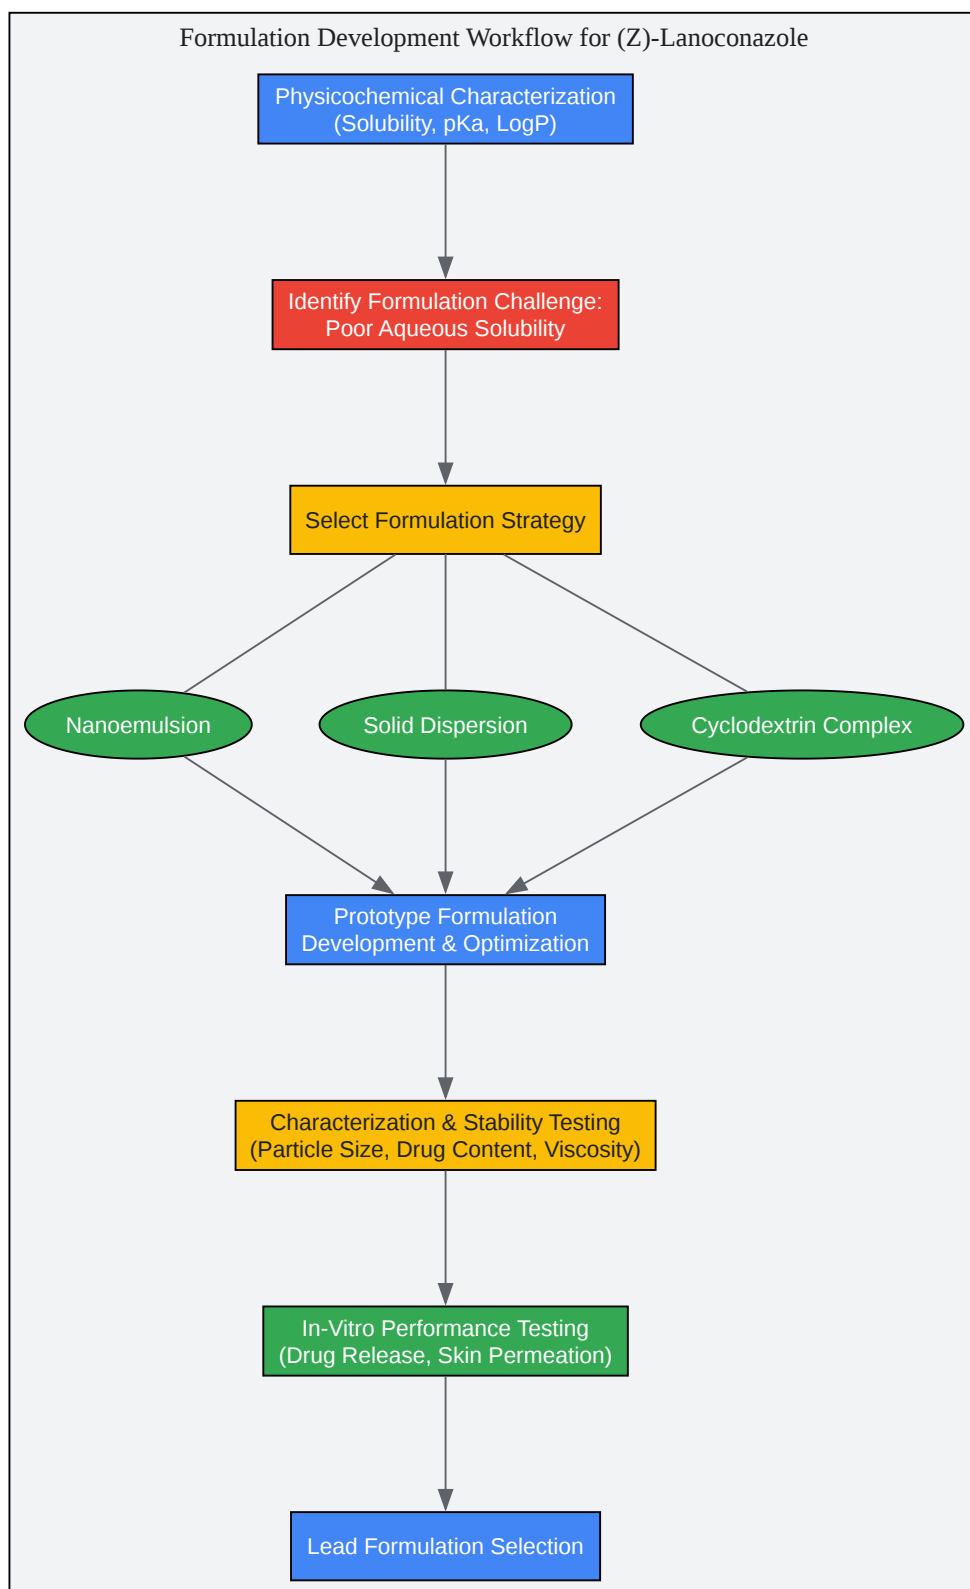 Formulation Development Workflow for (Z)-Lanoconazole
Physicochemical Characterization
(Solubility, pKa, LogP)
Identify Formulation Challenge:
Poor Aqueous Solubility
Select Formulation Strategy
Nanoemulsion
Solid Dispersion
Cyclodextrin Complex
Prototype Formulation
Development & Optimization
Characterization & Stability Testing
(Particle Size, Drug Content, Viscosity)
In-Vitro Performance Testing
(Drug Release, Skin Permeation)
Lead Formulation Selection